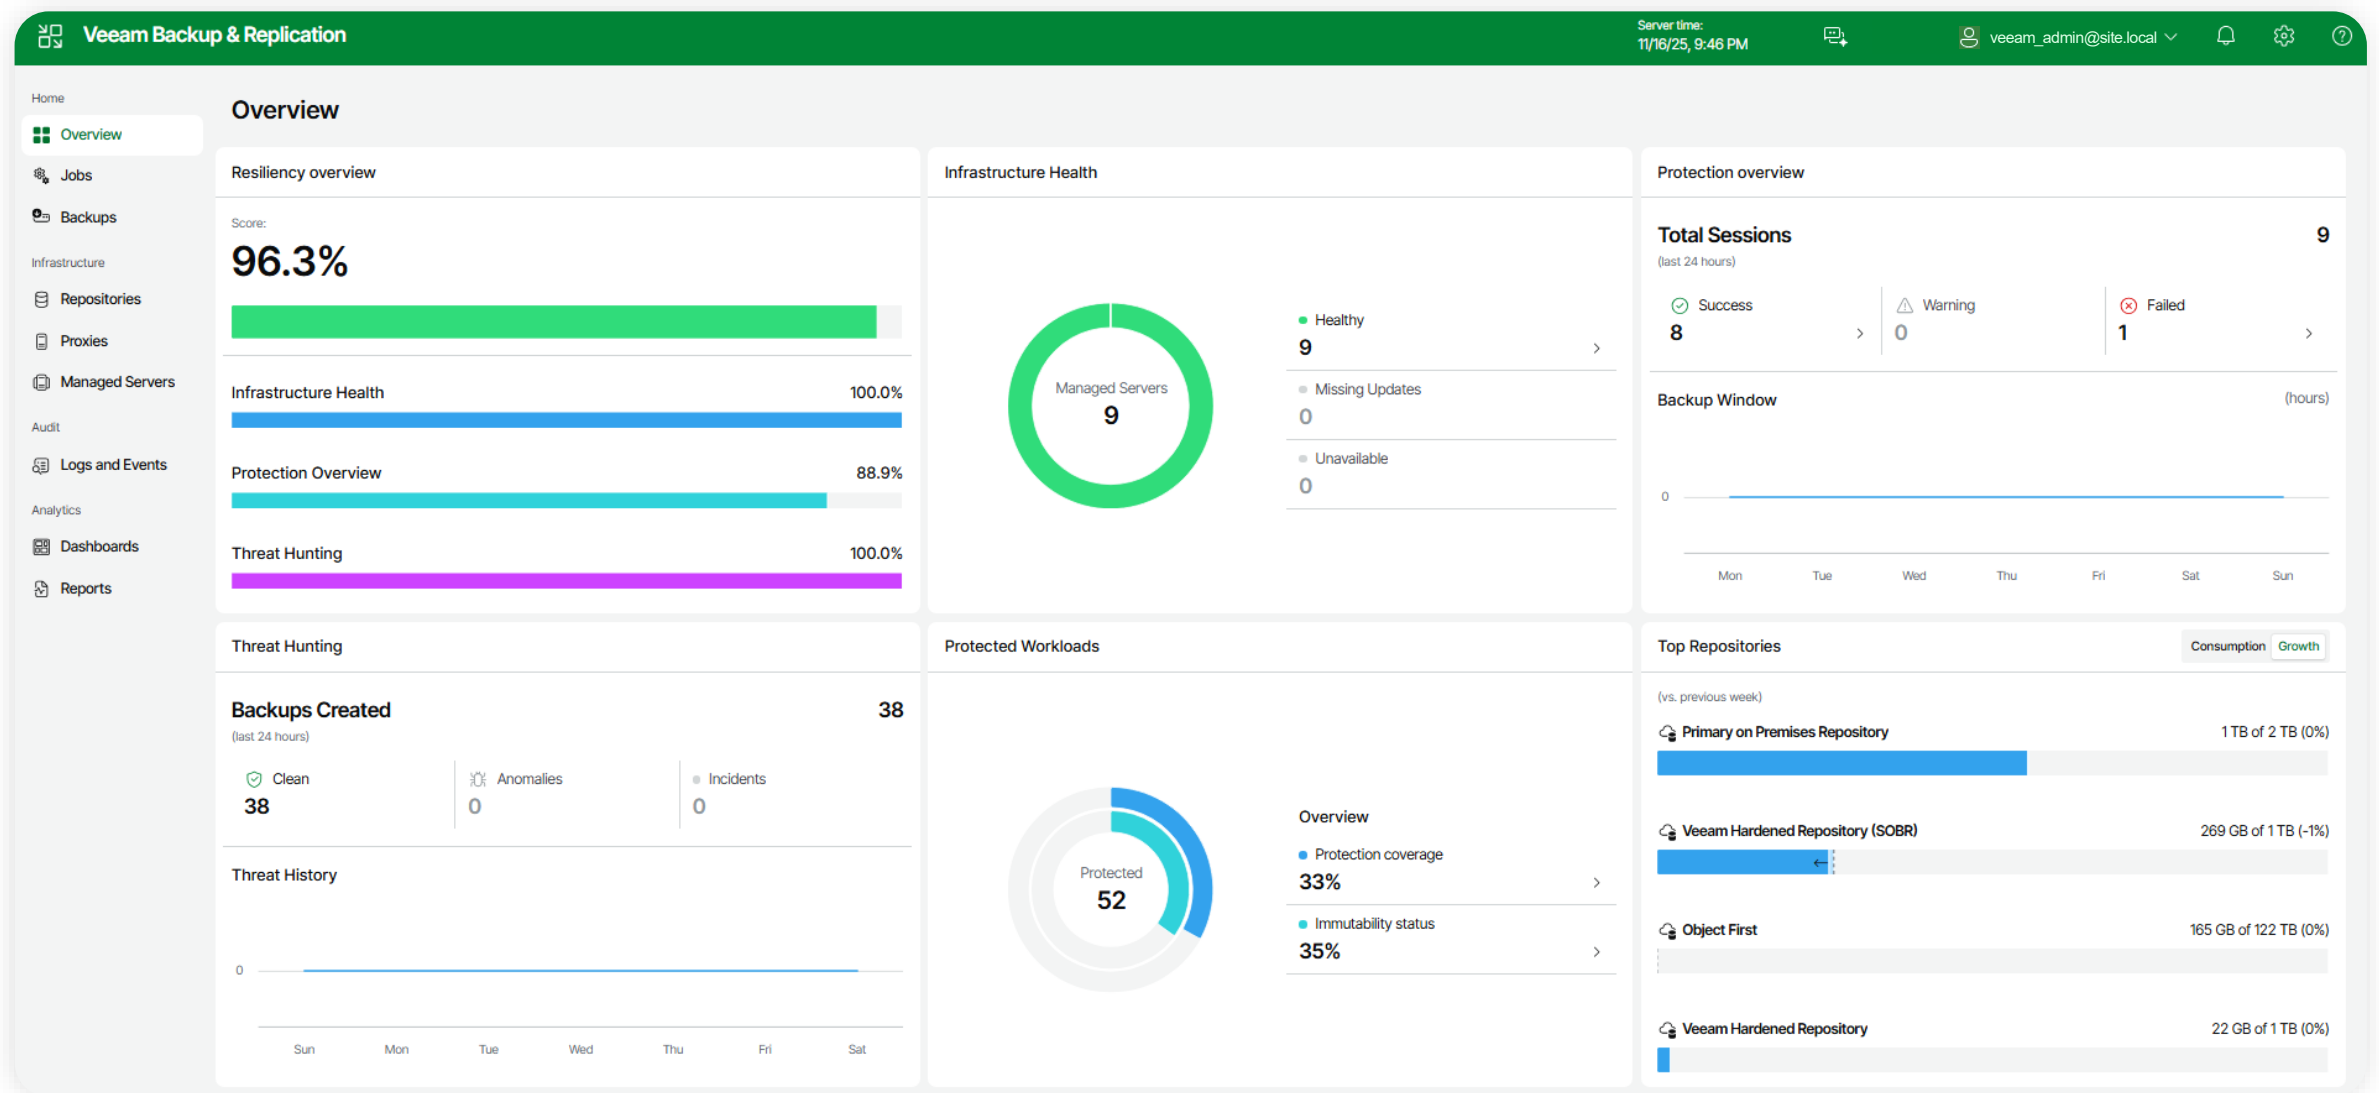 Veeam Backup & Replication
Server time:
11/16/25, 9:46 PM
veeam_admin@site.local
Home
Overview
Jobs
Backups
Infrastructure
Repositories
Proxies
Managed Servers
Audit
Logs and Events
Analytics
Dashboards
Reports
Overview
Resiliency overview
Score:
96.3%
Infrastructure Health 100.0%
Protection Overview 88.9%
Threat Hunting 100.0%
Infrastructure Health
Managed Servers
9
Healthy
9
Missing Updates
0
Unavailable
0
Protection overview
Total Sessions 9
(last 24 hours)
Success Warning Failed
8 0 1
Backup Window (hours)
0
Mon Tue Wed Thu Fri Sat Sun
Threat Hunting
Backups Created 38
(last 24 hours)
Clean Anomalies Incidents
38 0 0
Threat History
0
Sun Mon Tue Wed Thu Fri Sat
Protected Workloads
Protected
52
Overview
Protection coverage
33%
Immutability status
35%
Top Repositories Consumption Growth
(vs. previous week)
Primary on Premises Repository 1 TB of 2 TB (0%)
Veeam Hardened Repository (SOBR) 269 GB of 1 TB (-1%)
Object First 165 GB of 122 TB (0%)
Veeam Hardened Repository 22 GB of 1 TB (0%)